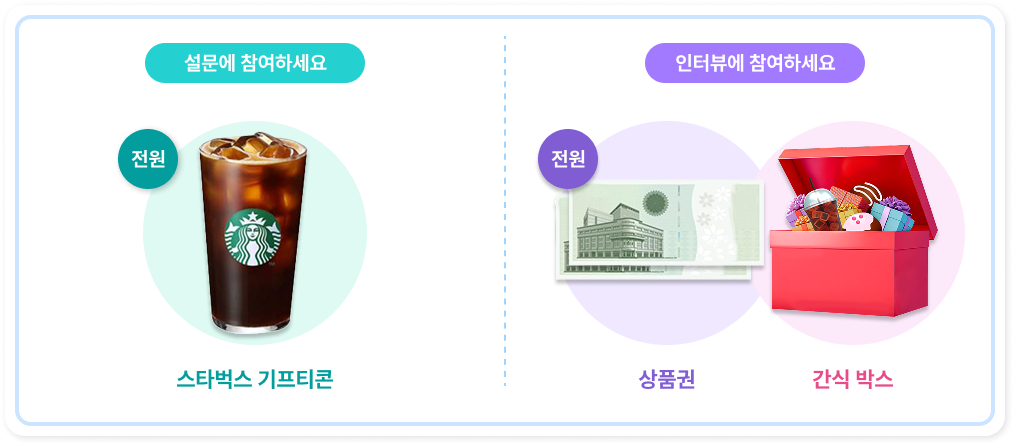 설문에 참여하세요
전원
스타벅스 기프티콘
인터뷰에 참여하세요
전원
상품권
간식 박스